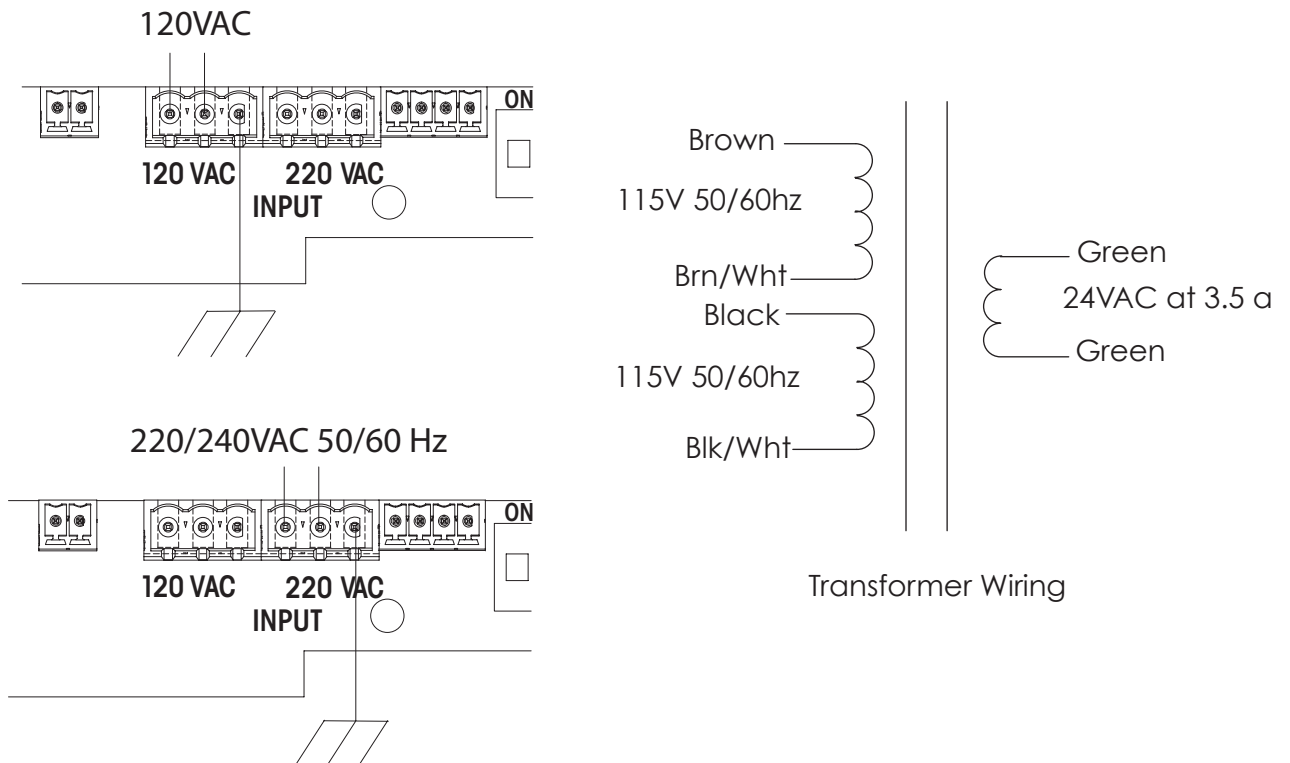 120VAC
ON
120 VAC 220 VAC
INPUT
220/240VAC 50/60 Hz
ON
120 VAC 220 VAC
INPUT
Brown
115V 50/60hz
Brn/Wht
Black
115V 50/60hz
Blk/Wht
Green
24VAC at 3.5 a
Green
Transformer Wiring